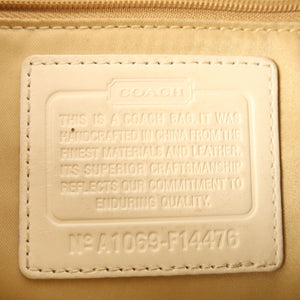 COACH
THIS IS A COACH BAG. IT WAS
HANDCRAFTED IN CHINA FROM THE
FINEST MATERIALS AND LEATHER.
ITS SUPERIOR CRAFTSMANSHIP
REFLECTS OUR COMMITMENT TO
ENDURING QUALITY.
No A1069-F14476